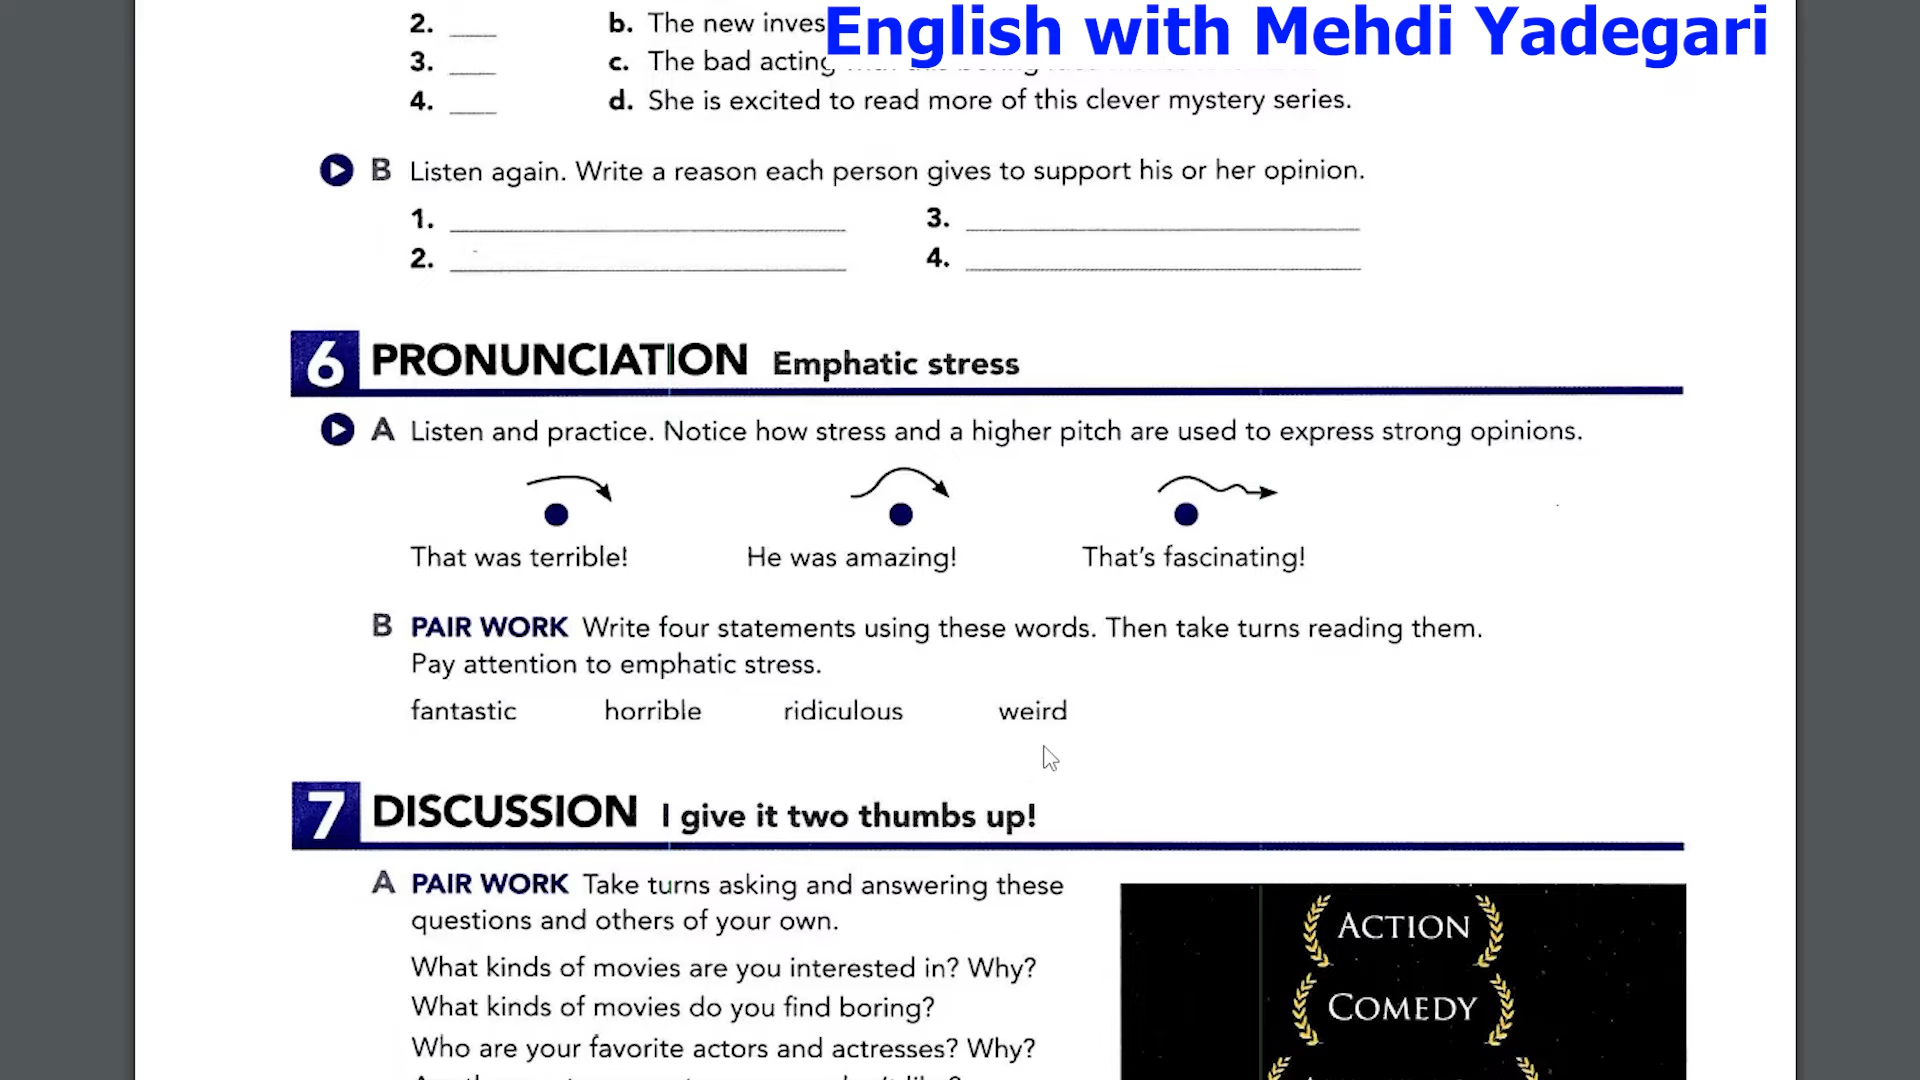 English with Mehdi Yadegari
2. ____ b. The new inves
3. ____ c. The bad acting
4. ____ d. She is excited to read more of this clever mystery series.
B Listen again. Write a reason each person gives to support his or her opinion.
1. ____ 3. ____
2. ____ 4. ____
6 PRONUNCIATION Emphatic stress
A Listen and practice. Notice how stress and a higher pitch are used to express strong opinions.
That was terrible! He was amazing! That's fascinating!
B PAIR WORK Write four statements using these words. Then take turns reading them.
Pay attention to emphatic stress.
fantastic horrible ridiculous weird
7 DISCUSSION I give it two thumbs up!
A PAIR WORK Take turns asking and answering these
questions and others of your own.
What kinds of movies are you interested in? Why?
What kinds of movies do you find boring?
Who are your favorite actors and actresses? Why?
ACTION
COMEDY